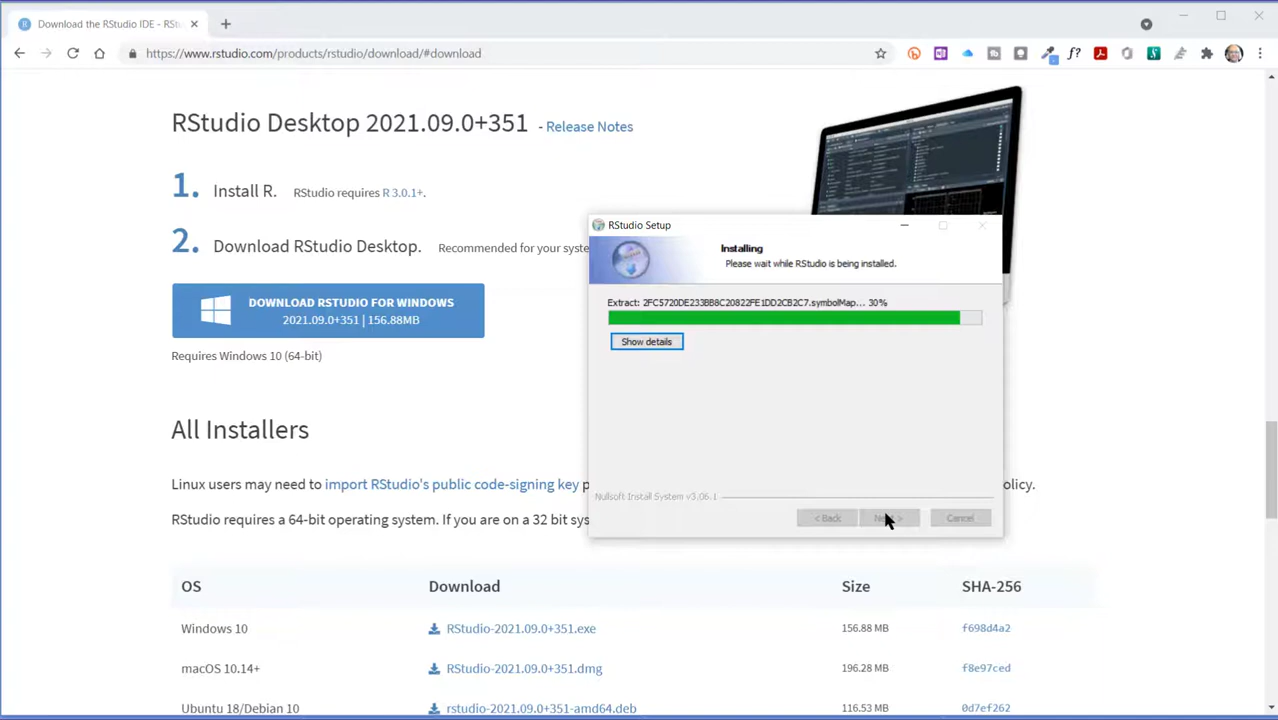 Download the RStudio IDE - RStu
https://www.rstudio.com/products/rstudio/download/#download
f?
RStudio Desktop 2021.09.0+351 - Release Notes
1. Install R. RStudio requires R 3.0.1+.
2. Download RStudio Desktop. Recommended for your syste
DOWNLOAD RSTUDIO FOR WINDOWS
2021.09.0+351 | 156.88MB
Requires Windows 10 (64-bit)
RStudio Setup
Installing
Please wait while RStudio is being installed.
Extract: 2FC5720DE233BB8C20822FE1DD2CB2C7.symbolMap... 30%
Show details
Nullsoft Install System v3.06.1
< Back
Cancel
All Installers
Linux users may need to import RStudio's public code-signing key p
olicy.
RStudio requires a 64-bit operating system. If you are on a 32 bit sys
OS Download Size SHA-256
Windows 10 RStudio-2021.09.0+351.exe 156.88 MB f698d4a2
macOS 10.14+ RStudio-2021.09.0+351.dmg 196.28 MB f8e97ced
Ubuntu 18/Debian 10 rstudio-2021.09.0+351-amd64.deb 116.53 MB 0d7ef262